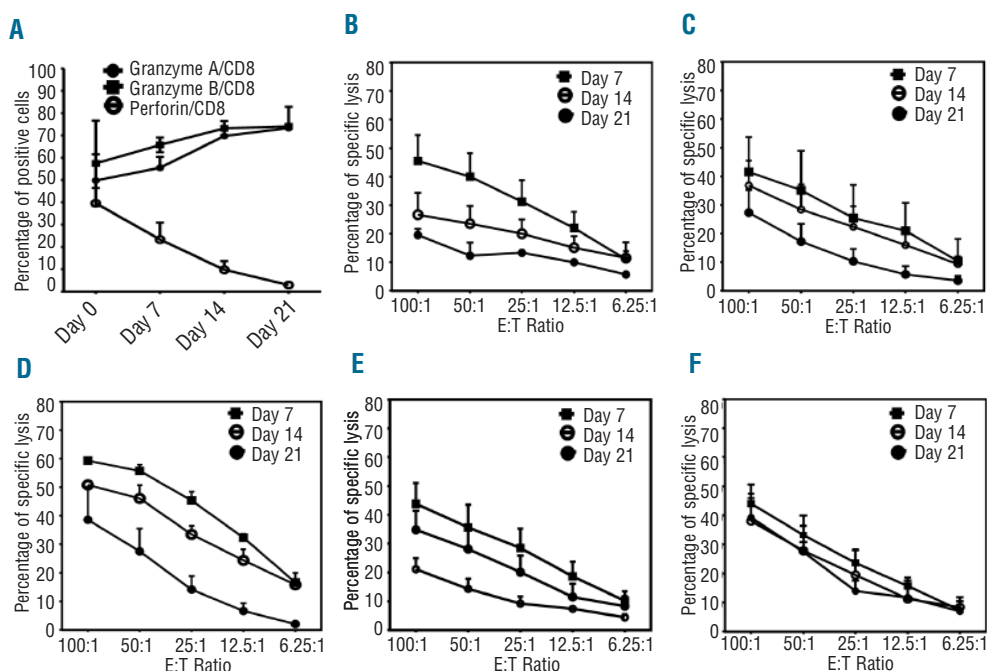 A
Granzyme A/CD8
Granzyme B/CD8
Perforin/CD8
Percentage of positive cells
100
90
80
70
60
50
40
30
20
10
0
Day 0
Day 7
Day 14
Day 21
B
Day 7
Day 14
Day 21
Percentage of specific lysis
80
70
60
50
40
30
20
10
0
100:1
50:1
25:1
12.5:1
6.25:1
E:T Ratio
C
Day 7
Day 14
Day 21
Percentage of specific lysis
80
70
60
50
40
30
20
10
0
100:1
50:1
25:1
12.5:1
6.25:1
E:T Ratio
D
Day 7
Day 14
Day 21
Percentage of specific lysis
80
70
60
50
40
30
20
10
0
100:1
50:1
25:1
12.5:1
6.25:1
E:T Ratio
E
Day 7
Day 14
Day 21
Percentage of specific lysis
80
70
60
50
40
30
20
10
0
100:1
50:1
25:1
12.5:1
6.25:1
E:T Ratio
F
Day 7
Day 14
Day 21
Percentage of specific lysis
80
70
60
50
40
30
20
10
0
100:1
50:1
25:1
12.5:1
6.25:1
E:T Ratio